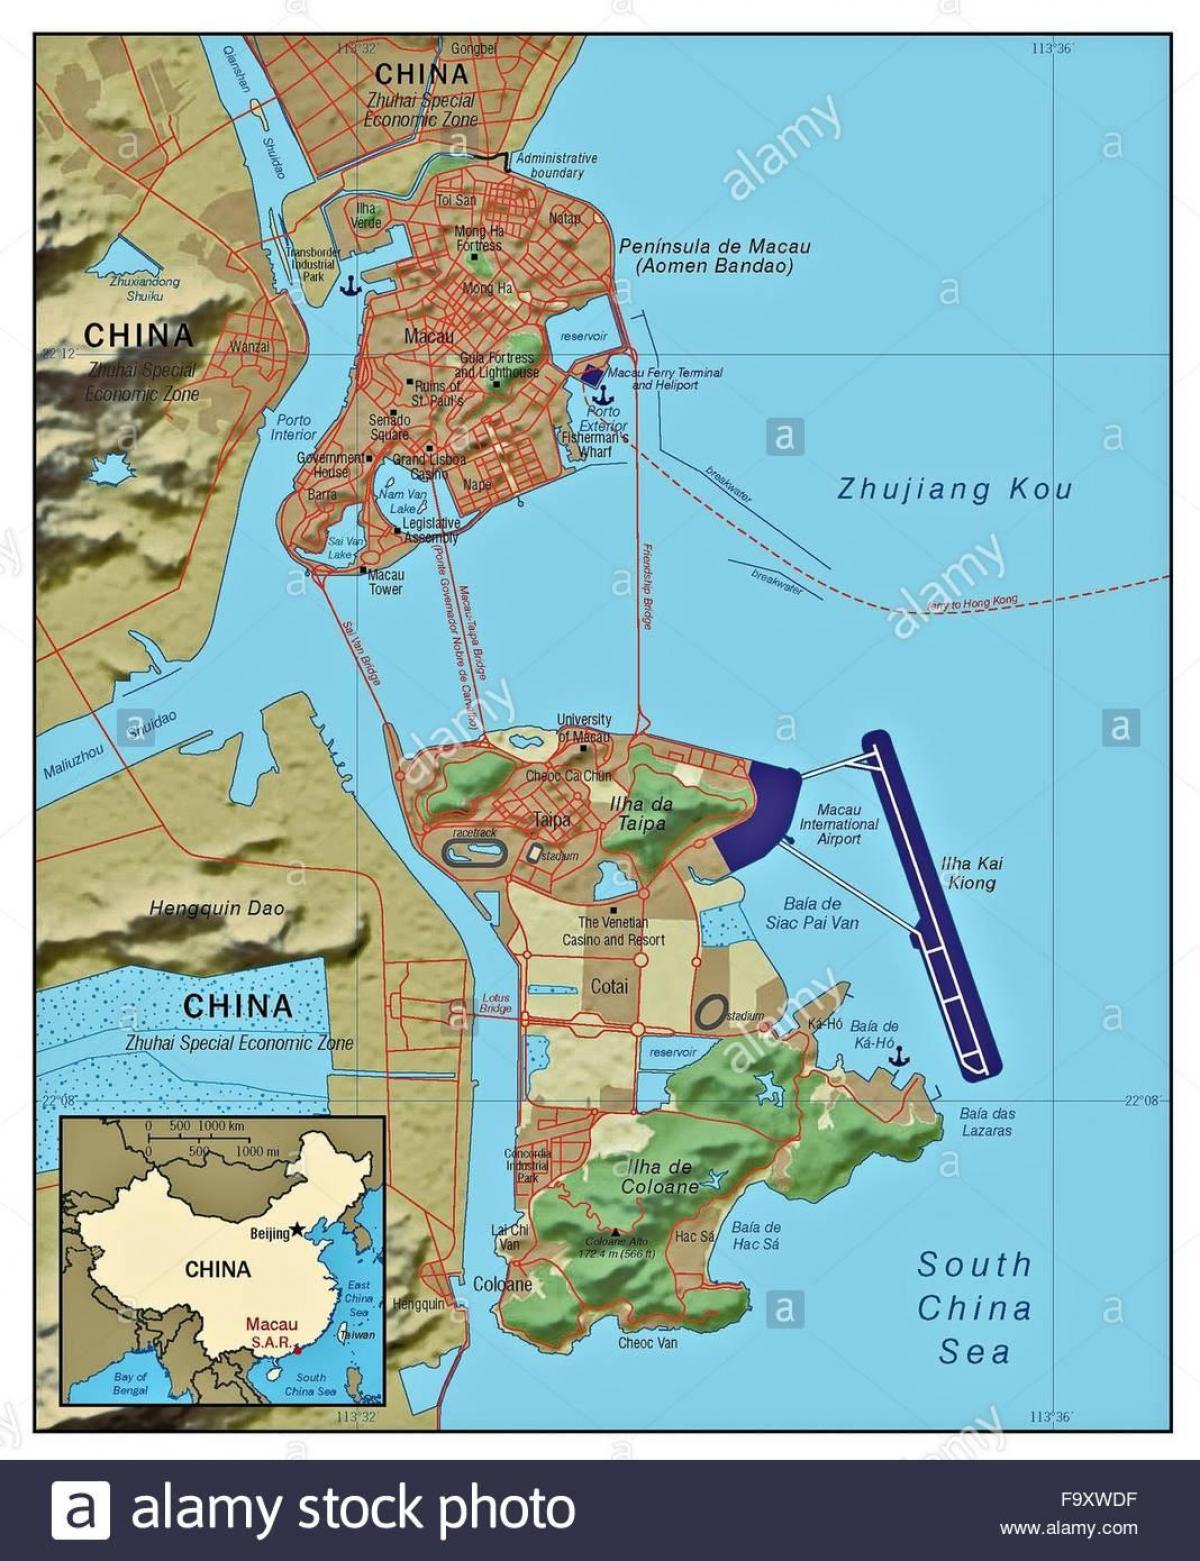 113°32´
113°36´
Gongbei
CHINA
Zhuhai Special
Economic Zone
Qianshan
Shuidao
Administrative
boundary
Ilha
Verde
Toi San
Natap
Mong Ha
Fortress
Transborder
Industrial
Park
Península de Macau
(Aomen Bandao)
Zhuxiandong
Shuiku
Mong Ha
CHINA
Zhuhai Special
Economic Zone
Wanzai
22°12´
Macau
reservoir
Guia Fortress
and Lighthouse
Macau Ferry Terminal
and Heliport
Ruins of
St. Paul's
Porto
Exterior
Porto
Interior
Senado
Square
Fisherman's
Wharf
Government
House
Grand Lisboa
Casino
Barra
Nape
Nam Van
Lake
Legislative
Assembly
Sai Van
Lake
Macau
Tower
breakwater
Zhujiang Kou
breakwater
ferry to Hong Kong
Sai Van Bridge
Macau-Taipa Bridge
(Ponte Governador Nobre de Carvalho)
Friendship Bridge
Maliuzhou
Shuidao
University
of Macau
Cheoc Ca Chun
Ilha da
Taipa
Taipa
racetrack
stadium
Macau
International
Airport
Ilha Kai
Kiong
Baía de
Siac Pai Van
Hengquin Dao
The Venetian
Casino and Resort
Cotai
CHINA
Zhuhai Special Economic Zone
Lotus
Bridge
stadium
Ká-Hó
Baía de
Ká-Hó
reservoir
22°08´
22°08´
Baía das
Lazaras
Concordia
Industrial
Park
Ilha de
Coloane
Lai Chi
Van
Coloane Alto
172.4 m (566 ft)
Hac Sá
Baía de
Hac Sá
Coloane
Hengquin
Cheoc Van
South
China
Sea
0 500 1000 km
0 500 1000 mi
Beijing
CHINA
East
China
Sea
Macau
S.A.R.
Taiwan
Bay of
Bengal
South
China Sea
113°32´
113°36´
alamy
alamy
alamy
alamy
a alamy stock photo
F9XWDF
www.alamy.com